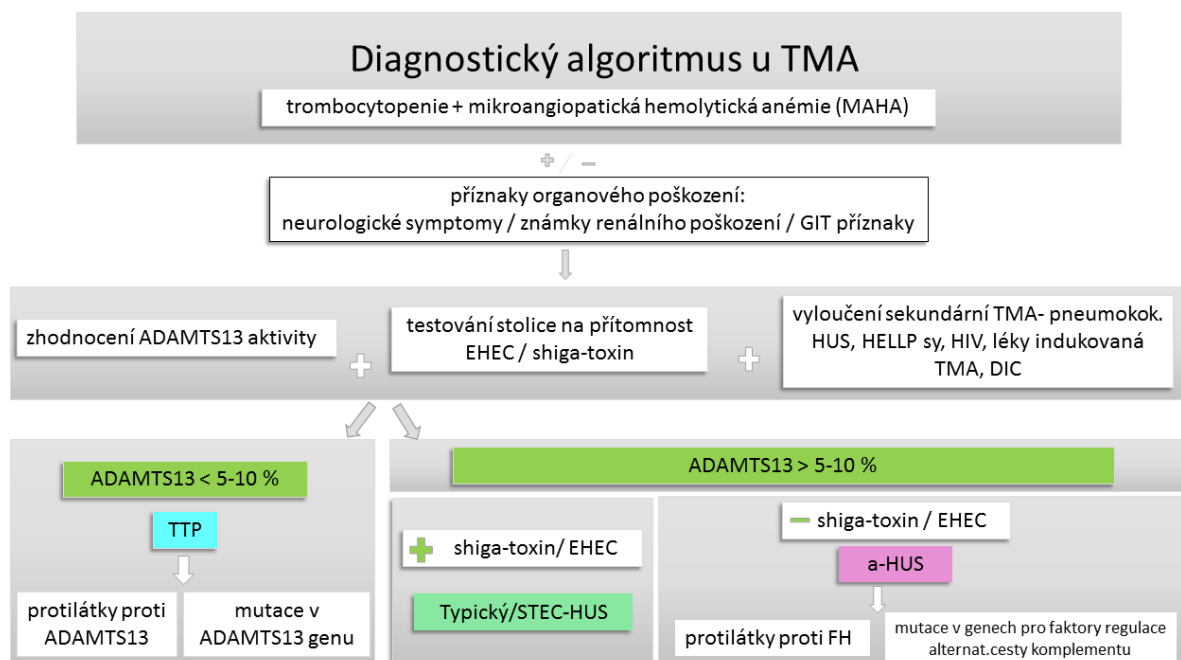 Diagnostický algoritmus u TMA
trombocytopenie + mikroangiopatická hemolytická anémie (MAHA)
+ / −
příznaky organového poškození:
neurologické symptomy / známky renálního poškození / GIT příznaky
zhodnocení ADAMTS13 aktivity
+
testování stolice na přítomnost
EHEC / shiga-toxin
+
vyloučení sekundární TMA- pneumokok.
HUS, HELLP sy, HIV, léky indukovaná
TMA, DIC
ADAMTS13 < 5-10 %
TTP
protilátky proti
ADAMTS13
mutace v
ADAMTS13 genu
ADAMTS13 > 5-10 %
+ shiga-toxin/ EHEC
Typický/STEC-HUS
− shiga-toxin / EHEC
a-HUS
protilátky proti FH
mutace v genech pro faktory regulace
alternat.cesty komplementu